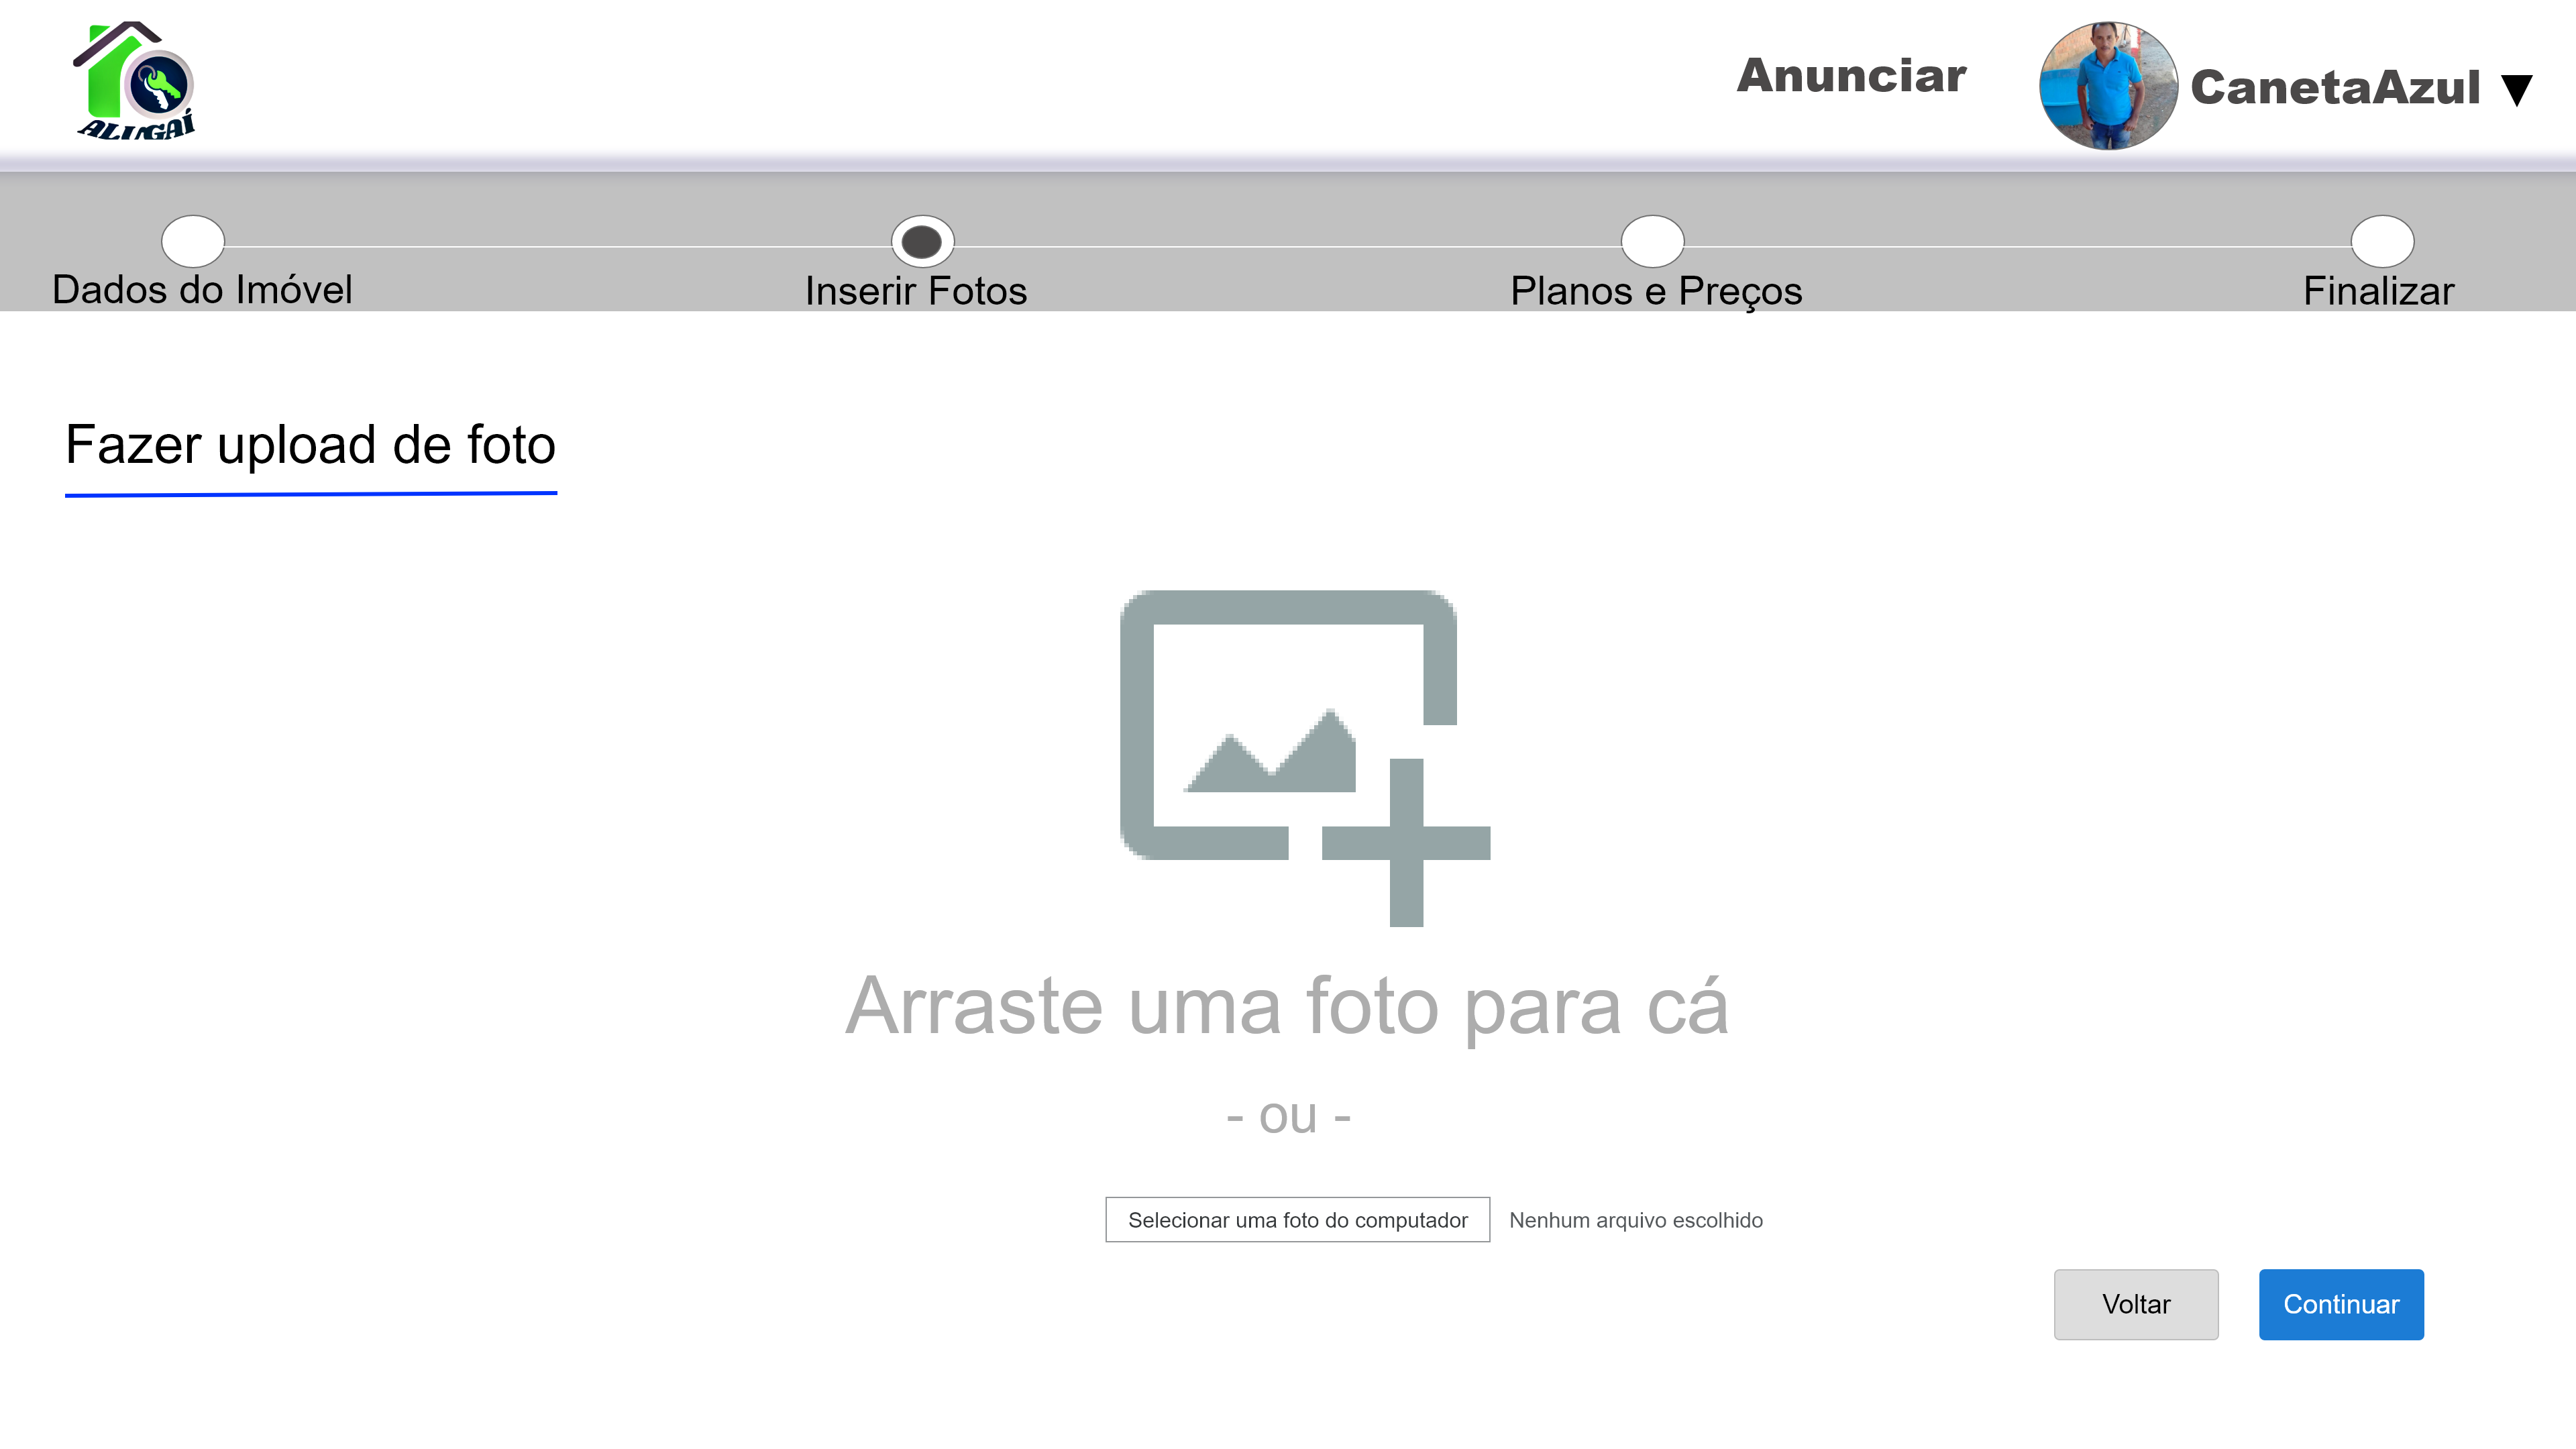 ALUGAÍ
Anunciar
CanetaAzul
Dados do Imóvel
Inserir Fotos
Planos e Preços
Finalizar
Fazer upload de foto
Arraste uma foto para cá
- ou -
Selecionar uma foto do computador
Nenhum arquivo escolhido
Voltar
Continuar